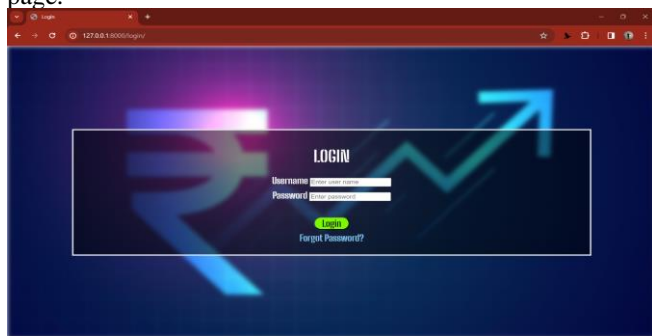 page.
Login
127.0.0.1:8000/login/
LOGIN
Username Enter user name
Password Enter password
Login
Forgot Password?